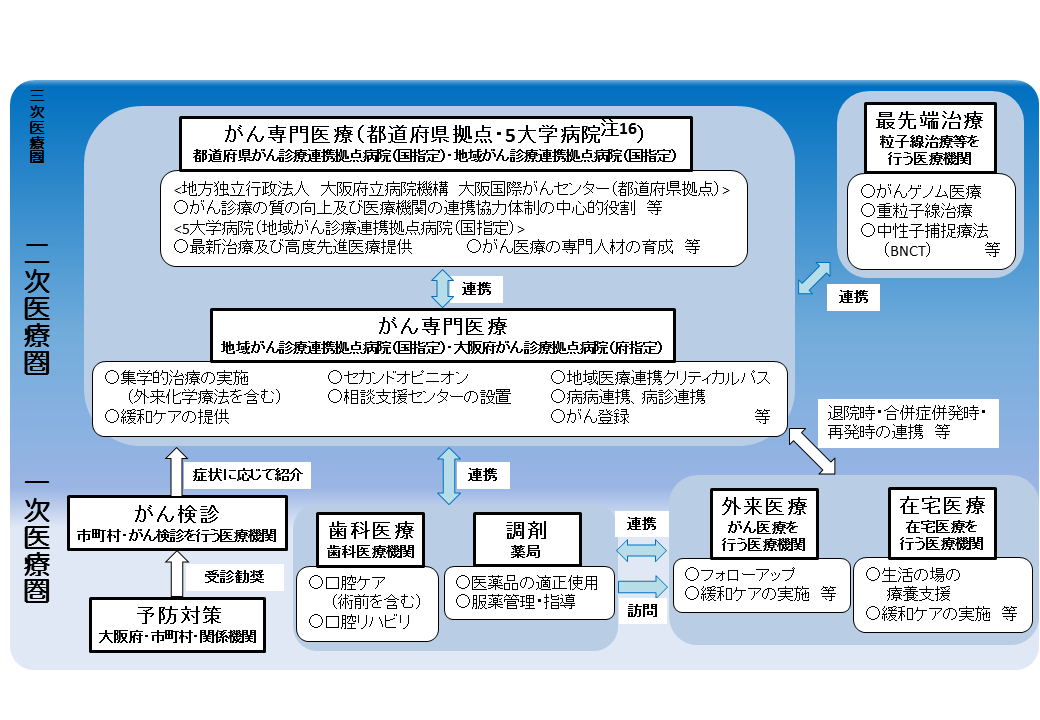 三次医療圏
がん専門医療(都道府県拠点・5大学病院注16)
都道府県がん診療連携拠点病院(国指定)・地域がん診療連携拠点病院(国指定)
<地方独立行政法人 大阪府立病院機構 大阪国際がんセンター(都道府県拠点)>
○がん診療の質の向上及び医療機関の連携協力体制の中心的役割 等
<5大学病院(地域がん診療連携拠点病院(国指定)>
○最新治療及び高度先進医療提供 ○がん医療の専門人材の育成 等
最先端治療
粒子線治療等を
行う医療機関
○がんゲノム医療
○重粒子線治療
○中性子捕捉療法
(BNCT) 等
連携
連携
二次医療圏
がん専門医療
地域がん診療連携拠点病院(国指定)・大阪府がん診療拠点病院(府指定)
○集学的治療の実施
(外来化学療法を含む)
○緩和ケアの提供
○セカンドオピニオン
○相談支援センターの設置
○地域医療連携クリティカルパス
○病病連携、病診連携
○がん登録 等
退院時・合併症併発時・
再発時の連携 等
症状に応じて紹介
連携
一次医療圏
がん検診
市町村・がん検診を行う医療機関
受診勧奨
予防対策
大阪府・市町村・関係機関
歯科医療
歯科医療機関
○口腔ケア
(術前を含む)
○口腔リハビリ
調剤
薬局
○医薬品の適正使用
○服薬管理・指導
連携
訪問
外来医療
がん医療を
行う医療機関
○フォローアップ
○緩和ケアの実施 等
在宅医療
在宅医療を
行う医療機関
○生活の場の
療養支援
○緩和ケアの実施 等